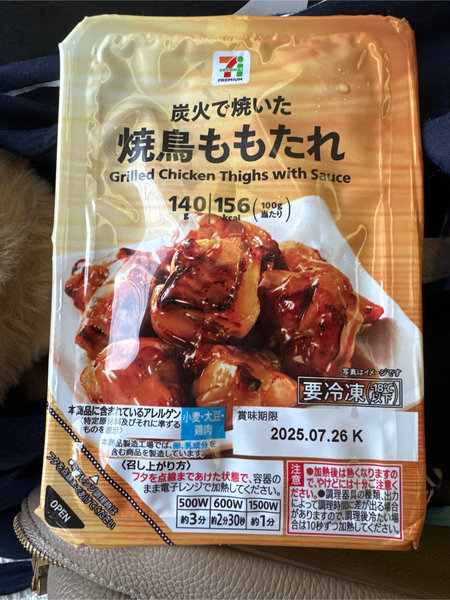 7
ELEVEN
PREMIUM
炭火で焼いた
焼鳥ももたれ
Grilled Chicken Thighs with Sauce
140g 156kcal (100g当たり)
写真はイメージです
要冷凍(-18℃以下)
本商品に含まれているアレルゲン
〈特定原材料及びそれに準ずるものを表示〉
小麦・大豆・鶏肉
本商品製造工場では、卵、乳成分を
含む商品を製造しています。
賞味期限
2025.07.26 K
〈召し上がり方〉
フタを点線まであけた状態で、容器の
まま電子レンジで加熱してください。
500W 600W 1500W
約3分 約2分30秒 約1分
注意
●加熱後は熱くなりますの
で、やけどには十分ご注意く
ださい。●調理器具の種類、出力
によって調理時間に差が出る場合
がありますので、調理後冷たい場
合は10秒ずつ加熱してください。
OPEN